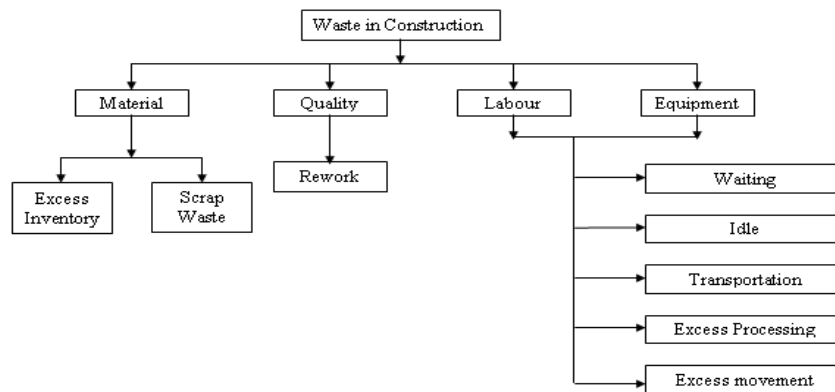 Waste in Construction
Material
Quality
Labour
Equipment
Excess
Inventory
Scrap
Waste
Rework
Waiting
Idle
Transportation
Excess Processing
Excess movement